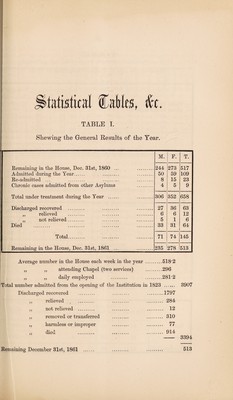 Statistical Tables, &c.
TABLE I.
Shewing the General Results of the Year.
M. F. T.
Remaining in the House, Dec. 31st, 1860 ... 244 273 517
Admitted during the Year ... 50 59 109
Re-admitted 8 15 23
Chronic cases admitted from other Asylums 4 5 9
Total under treatment during the Year 306 352 658
Discharged recovered 27 36 63
„ relieved 6 6 12
„ not relieved 5 1 6
Died 33 31 64
Total 71 74 145
Remaining in the House, Dec. 31st, 1861 235 278 513
Average number in the House each week in the year 518·2
„ „ attending Chapel (two services) 296
„ „ daily employed 291·2
Total number admitted from the opening of the Institution in 1823 3907
Discharged recovered 1797
„ relieved 284
„ not relieved 12
„ removed or transferred 310
„ harmless or improper 77
„ died 914
3394
Remaining December 31st, 1861 513